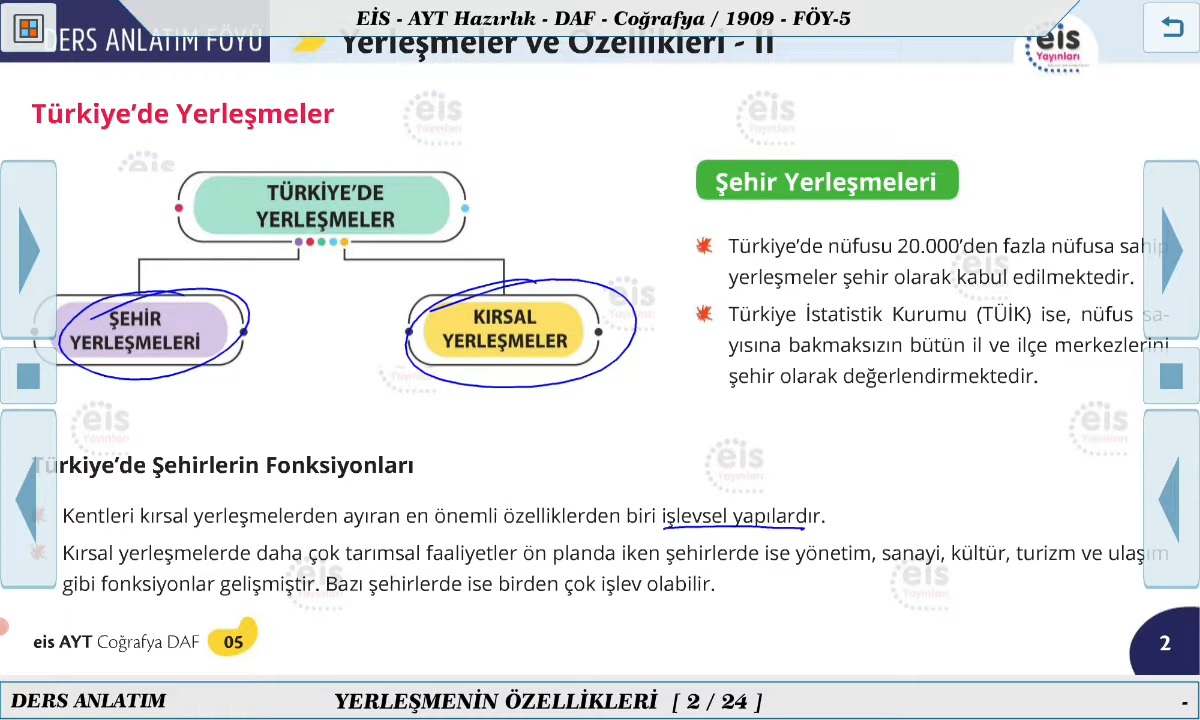 EİS - AYT Hazırlık - DAF - Coğrafya / 1909 - FÖY-5
DERS ANLATIM FÖYÜ
Yerleşmeler ve Özellikleri - II
eis
Yayınları
Türkiye’de Yerleşmeler
TÜRKİYE’DE
YERLEŞMELER
ŞEHİR
YERLEŞMELERİ
KIRSAL
YERLEŞMELER
Şehir Yerleşmeleri
Türkiye’de nüfusu 20.000’den fazla nüfusa sahip
yerleşmeler şehir olarak kabul edilmektedir.
Türkiye İstatistik Kurumu (TÜİK) ise, nüfus sa-
yısına bakmaksızın bütün il ve ilçe merkezlerini
şehir olarak değerlendirmektedir.
Türkiye’de Şehirlerin Fonksiyonları
Kentleri kırsal yerleşmelerden ayıran en önemli özelliklerden biri işlevsel yapılardır.
Kırsal yerleşmelerde daha çok tarımsal faaliyetler ön planda iken şehirlerde ise yönetim, sanayi, kültür, turizm ve ulaşım
gibi fonksiyonlar gelişmiştir. Bazı şehirlerde ise birden çok işlev olabilir.
eis AYT Coğrafya DAF 05
2
DERS ANLATIM YERLEŞMENİN ÖZELLİKLERİ [ 2 / 24 ] -